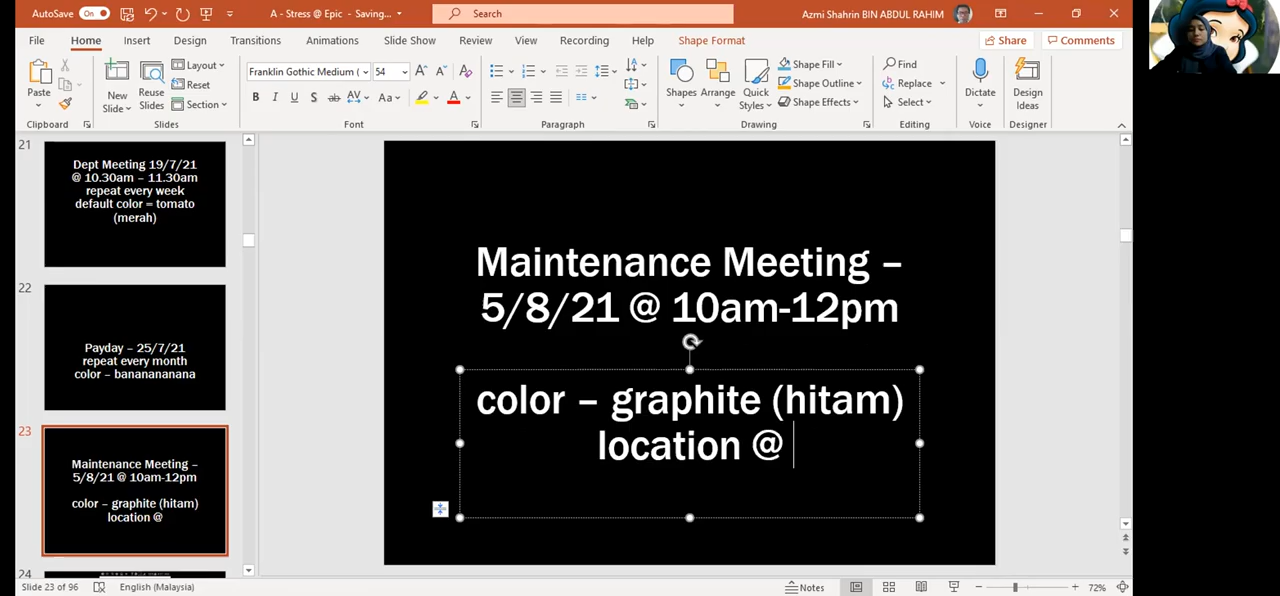 AutoSave On A - Stress @ Epic - Saving... Search Azmi Shahrin BIN ABDUL RAHIM
File Home Insert Design Transitions Animations Slide Show Review View Recording Help Shape Format Share Comments
Paste
Clipboard
New Slide
Reuse Slides
Layout
Reset
Section
Slides
Franklin Gothic Medium ( 54
B I U S ab AV Aa A
Font
Paragraph
Shapes
Arrange
Quick Styles
Shape Fill
Shape Outline
Shape Effects
Drawing
Find
Replace
Select
Editing
Dictate
Voice
Design Ideas
Designer
21
Dept Meeting 19/7/21
@ 10.30am – 11.30am
repeat every week
default color = tomato
(merah)
22
Payday – 25/7/21
repeat every month
color – banananana
23
Maintenance Meeting –
5/8/21 @ 10am-12pm
color – graphite (hitam)
location @
24
Maintenance Meeting –
5/8/21 @ 10am-12pm
color – graphite (hitam)
location @
Slide 23 of 96 English (Malaysia) Notes 72%